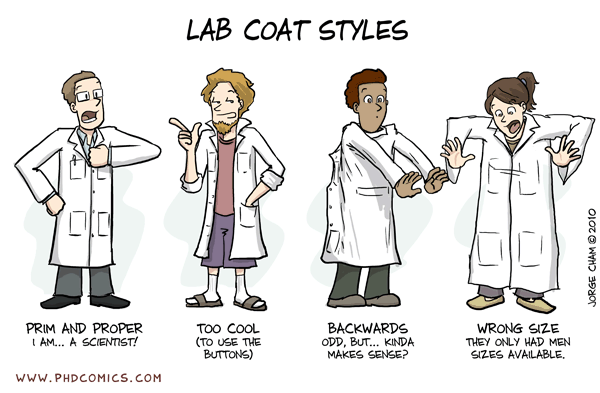 LAB COAT STYLES
PRIM AND PROPER
I AM... A SCIENTIST!
TOO COOL
(TO USE THE
BUTTONS)
BACKWARDS
ODD, BUT... KINDA
MAKES SENSE?
WRONG SIZE
THEY ONLY HAD MEN
SIZES AVAILABLE.
JORGE CHAM © 2010
WWW.PHDCOMICS.COM